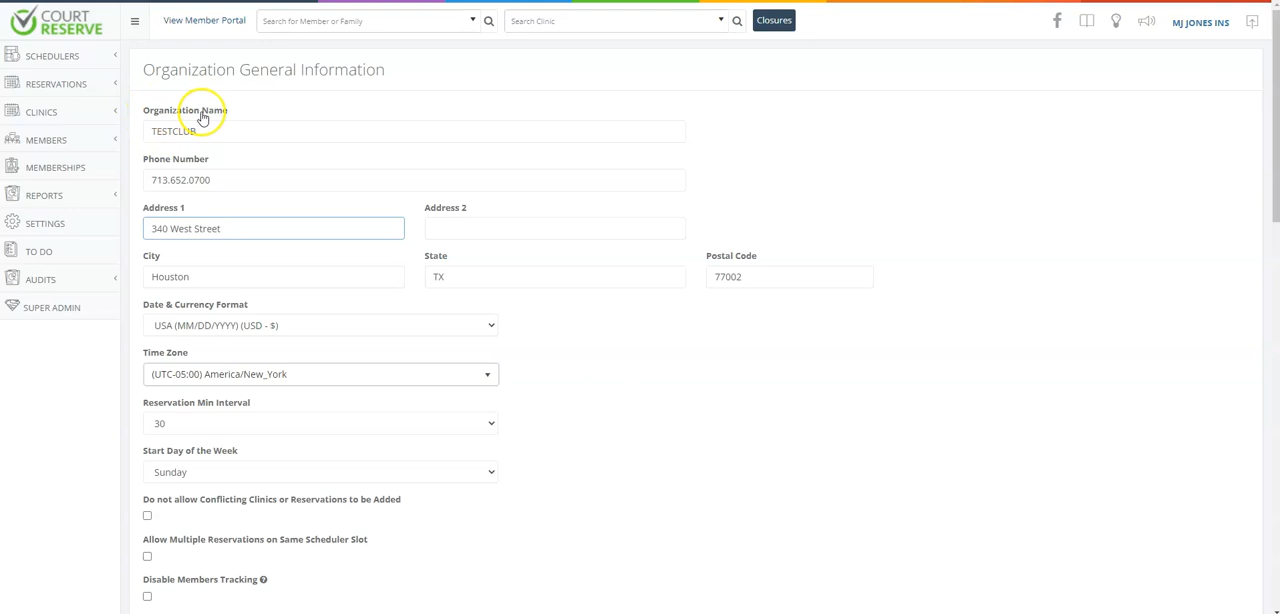 COURT
RESERVE
View Member Portal
Search for Member or Family
Search Clinic
Closures
MJ JONES INS
SCHEDULERS
RESERVATIONS
CLINICS
MEMBERS
MEMBERSHIPS
REPORTS
SETTINGS
TO DO
AUDITS
SUPER ADMIN
Organization General Information
Organization Name
TESTCLUB
Phone Number
713.652.0700
Address 1
Address 2
340 West Street
City
State
Postal Code
Houston
TX
77002
Date & Currency Format
USA (MM/DD/YYYY) (USD - $)
Time Zone
(UTC-05:00) America/New_York
Reservation Min Interval
30
Start Day of the Week
Sunday
Do not allow Conflicting Clinics or Reservations to be Added
Allow Multiple Reservations on Same Scheduler Slot
Disable Members Tracking